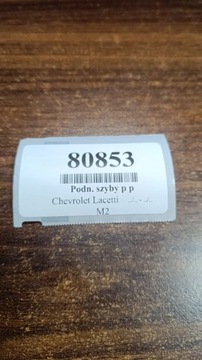 80853
Podn. szyby p p
Chevrolet Lacetti
M2